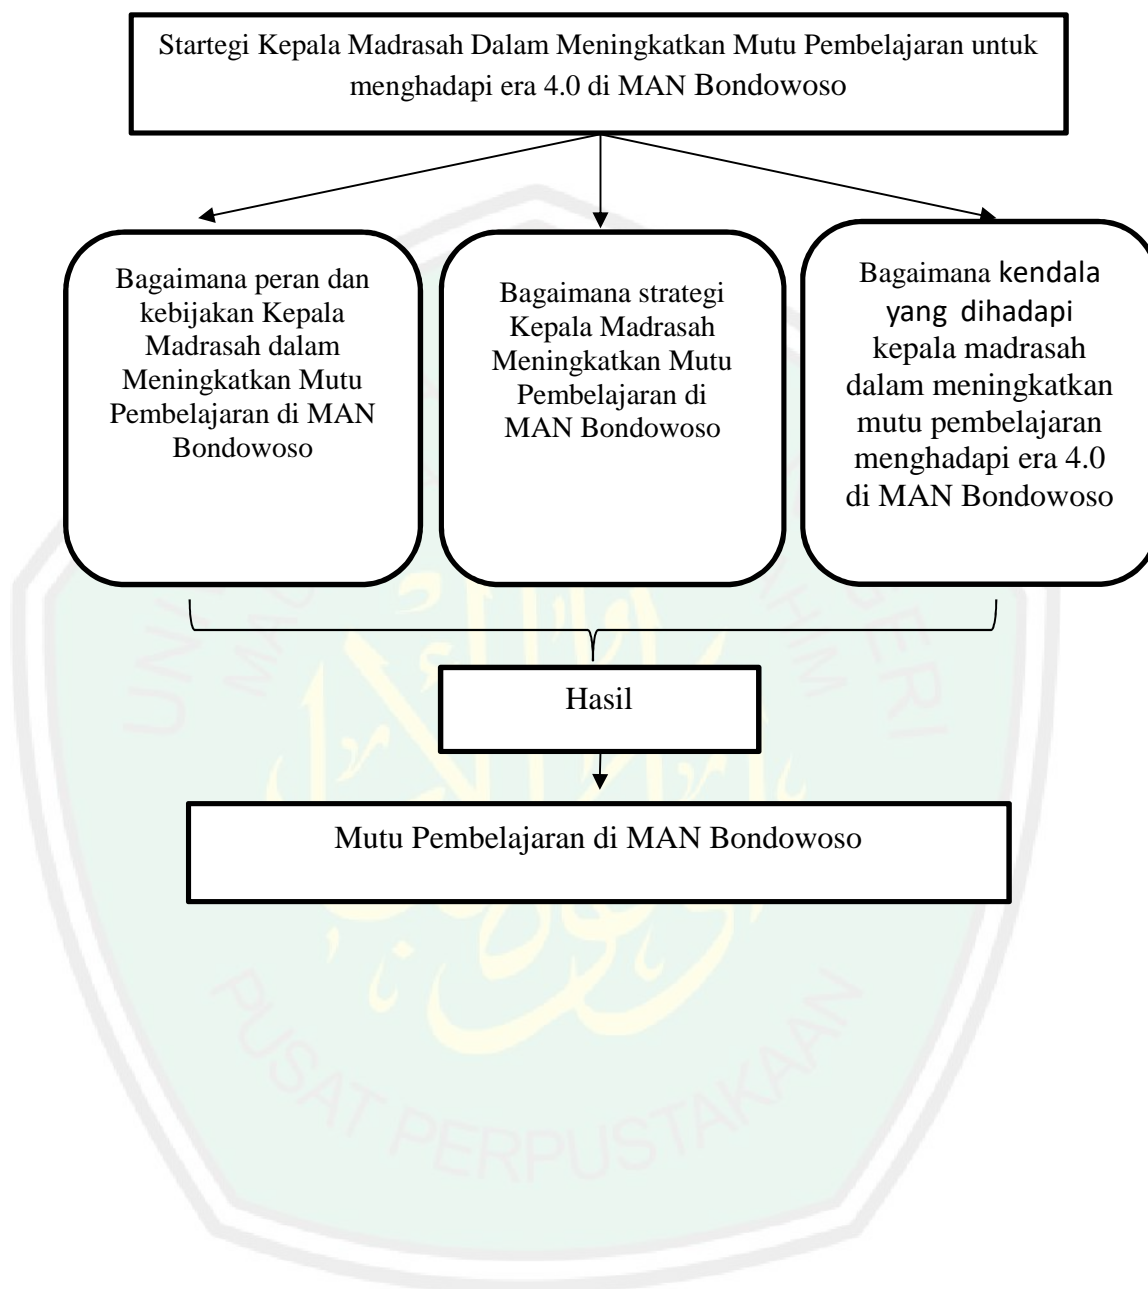 Startegi Kepala Madrasah Dalam Meningkatkan Mutu Pembelajaran untuk
menghadapi era 4.0 di MAN Bondowoso
Bagaimana peran dan
kebijakan Kepala
Madrasah dalam
Meningkatkan Mutu
Pembelajaran di MAN
Bondowoso
Bagaimana strategi
Kepala Madrasah
Meningkatkan Mutu
Pembelajaran di
MAN Bondowoso
Bagaimana kendala
yang dihadapi
kepala madrasah
dalam meningkatkan
mutu pembelajaran
menghadapi era 4.0
di MAN Bondowoso
Hasil
Mutu Pembelajaran di MAN Bondowoso
PUSAT PERPUSTAKAAN